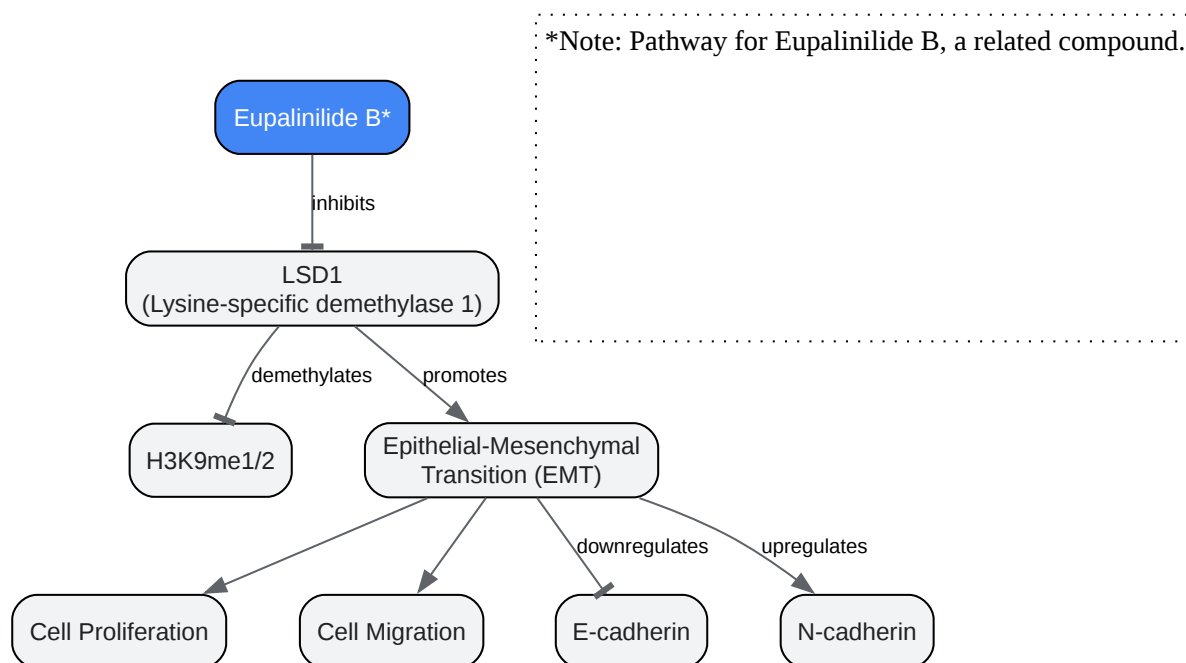 *Note: Pathway for Eupalinilide B, a related compound.
Eupalinilide B*
inhibits
LSD1
(Lysine-specific demethylase 1)
demethylates
promotes
H3K9me1/2
Epithelial-Mesenchymal
Transition (EMT)
downregulates
upregulates
Cell Proliferation
Cell Migration
E-cadherin
N-cadherin